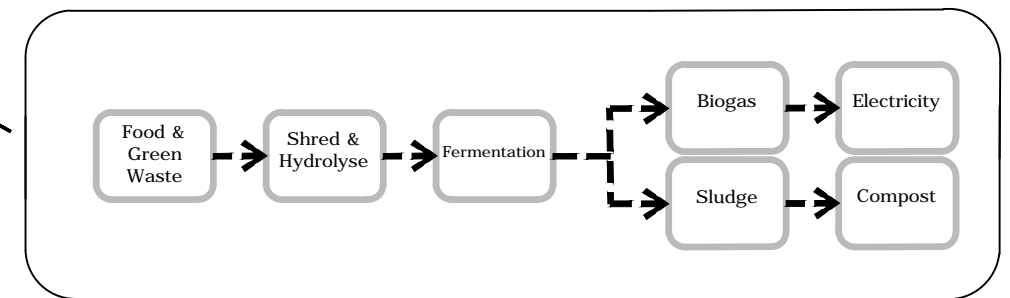 Food &
Green
Waste
Shred &
Hydrolyse
Fermentation
Biogas
Electricity
Sludge
Compost